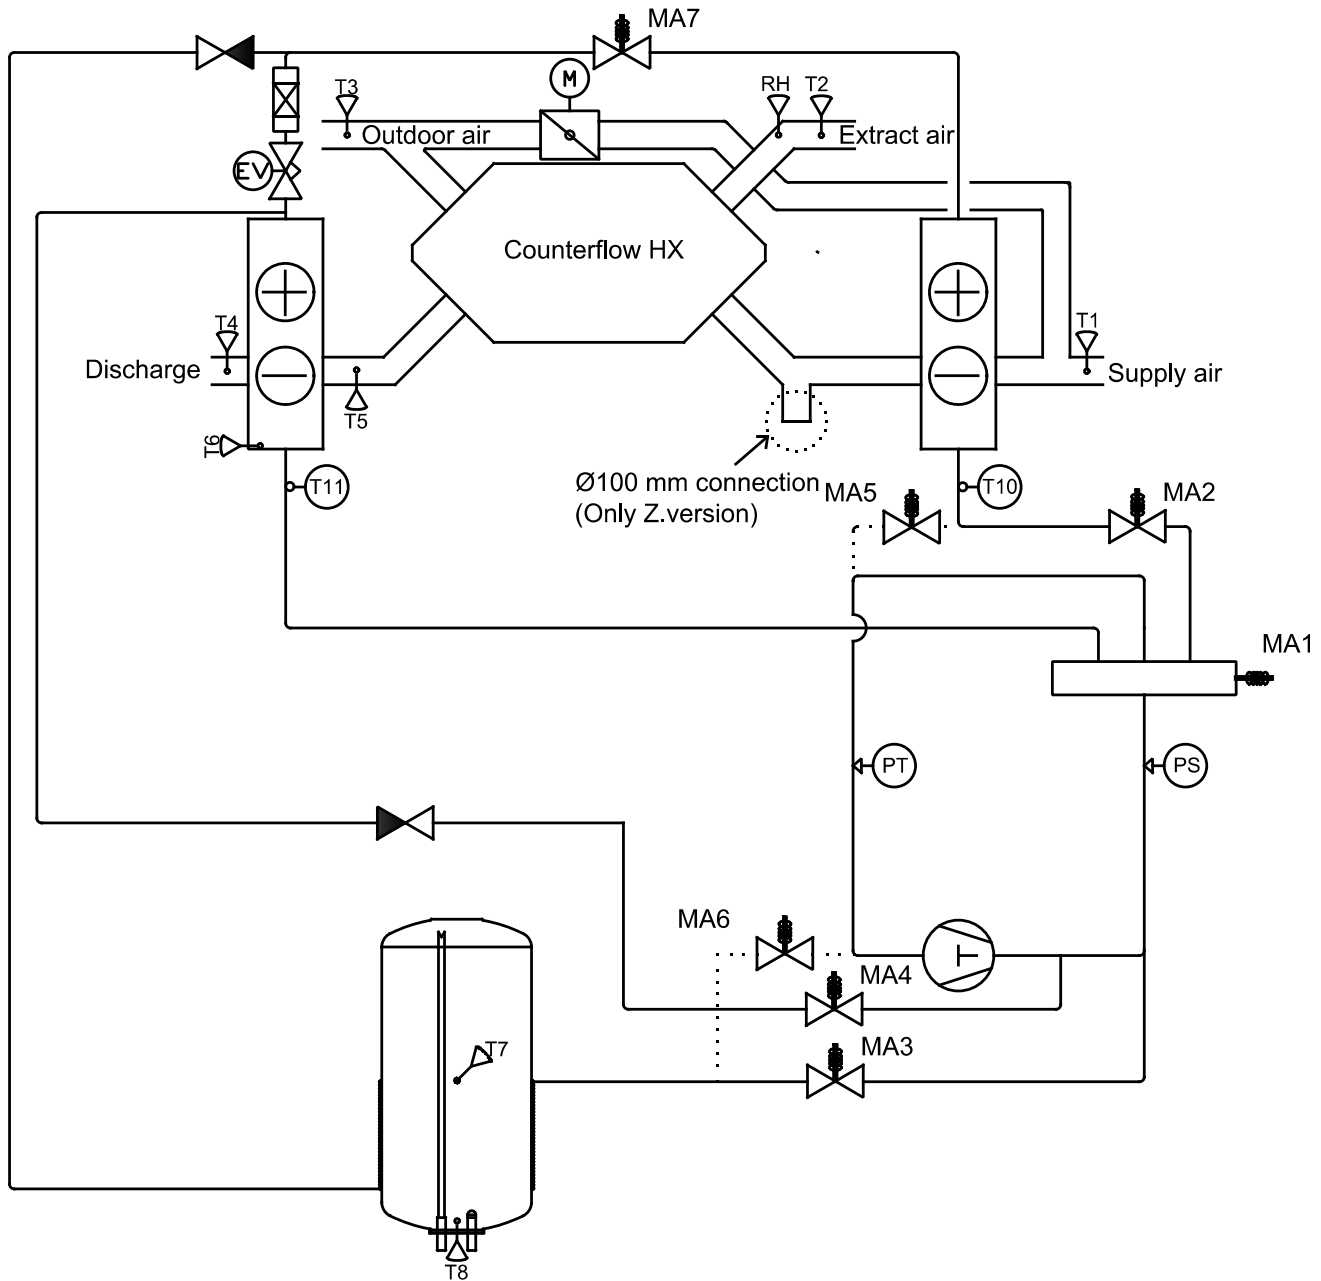 MA7
M
T3
RH
T2
Outdoor air
Extract air
EV
Counterflow HX
T4
T1
Discharge
Supply air
T5
T6
T11
Ø100 mm connection
(Only Z.version)
MA5
T10
MA2
MA1
PT
PS
MA6
MA4
MA3
T7
T8